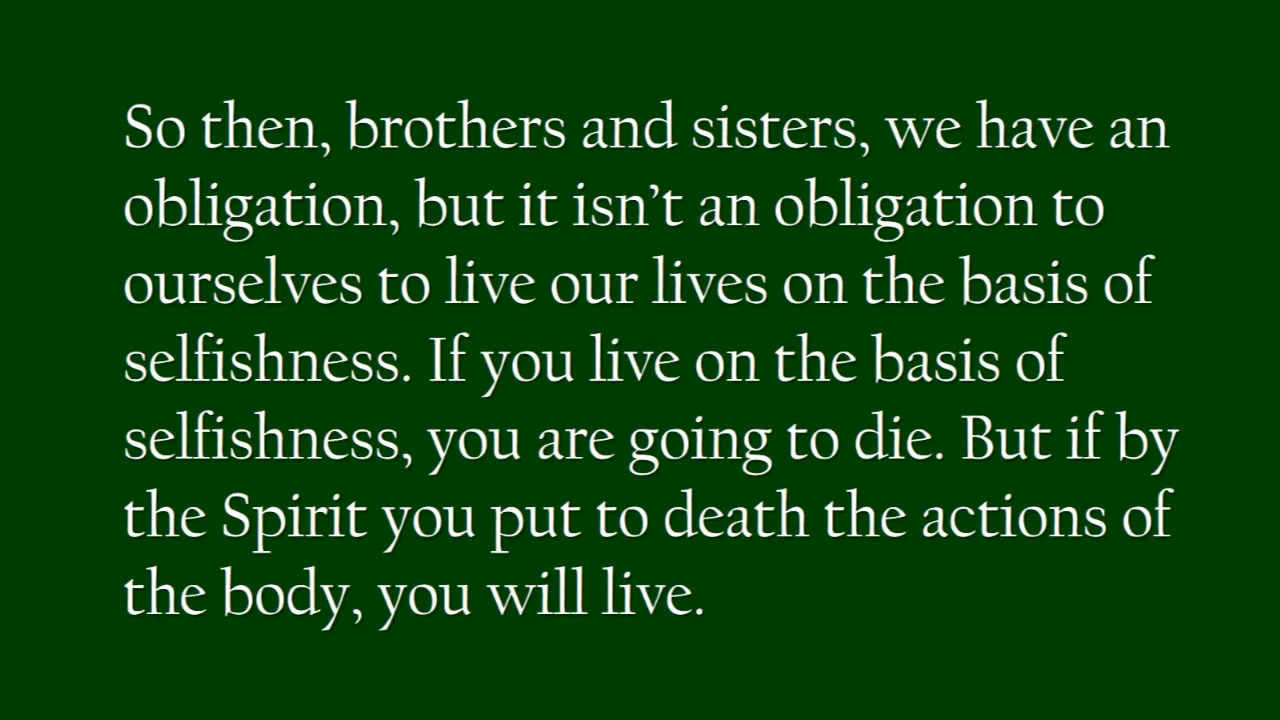 So then, brothers and sisters, we have an
obligation, but it isn’t an obligation to
ourselves to live our lives on the basis of
selfishness. If you live on the basis of
selfishness, you are going to die. But if by
the Spirit you put to death the actions of
the body, you will live.